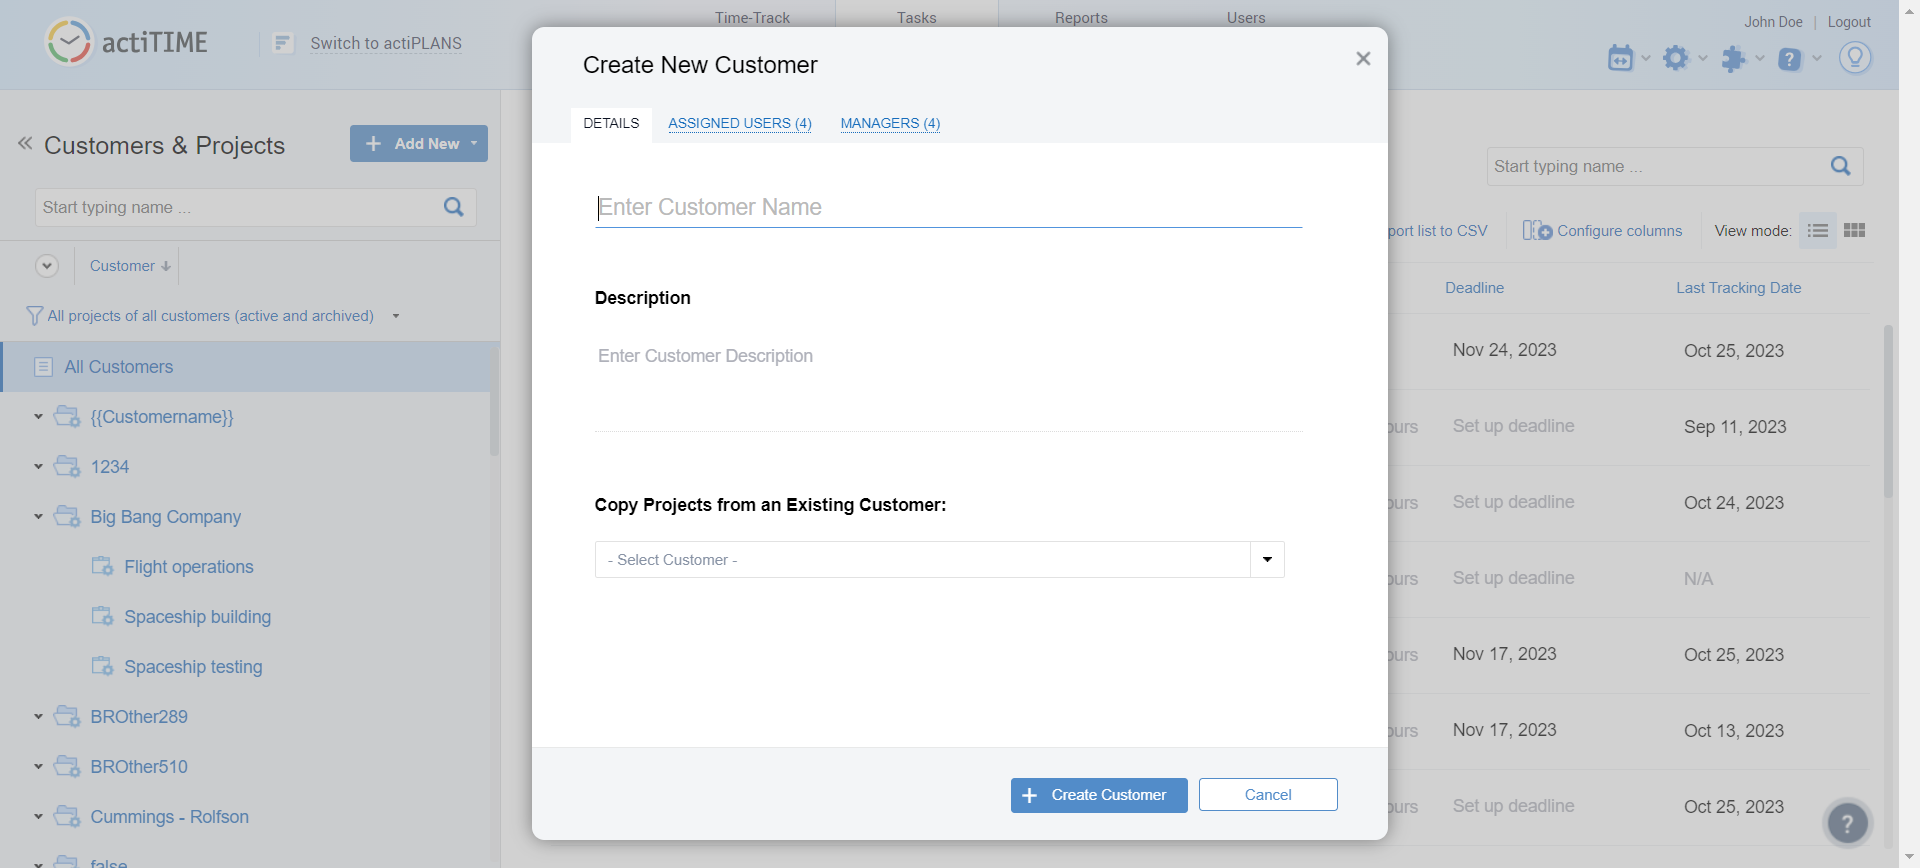 actiTIME
Switch to actiPLANS
Time-Track
Tasks
Reports
Users
John Doe
Logout
Customers & Projects
Add New
Start typing name ...
Customer
All projects of all customers (active and archived)
All Customers
{{Customername}}
1234
Big Bang Company
Flight operations
Spaceship building
Spaceship testing
BROther289
BROther510
Cummings - Rolfson
false
Create New Customer
DETAILS
ASSIGNED USERS (4)
MANAGERS (4)
Enter Customer Name
Description
Enter Customer Description
Copy Projects from an Existing Customer:
- Select Customer -
Create Customer
Cancel
Start typing name ...
port list to CSV
Configure columns
View mode:
Deadline
Last Tracking Date
Nov 24, 2023
Oct 25, 2023
ours
Set up deadline
Sep 11, 2023
ours
Set up deadline
Oct 24, 2023
ours
Set up deadline
N/A
ours
Nov 17, 2023
Oct 25, 2023
ours
Nov 17, 2023
Oct 13, 2023
ours
Set up deadline
Oct 25, 2023
?